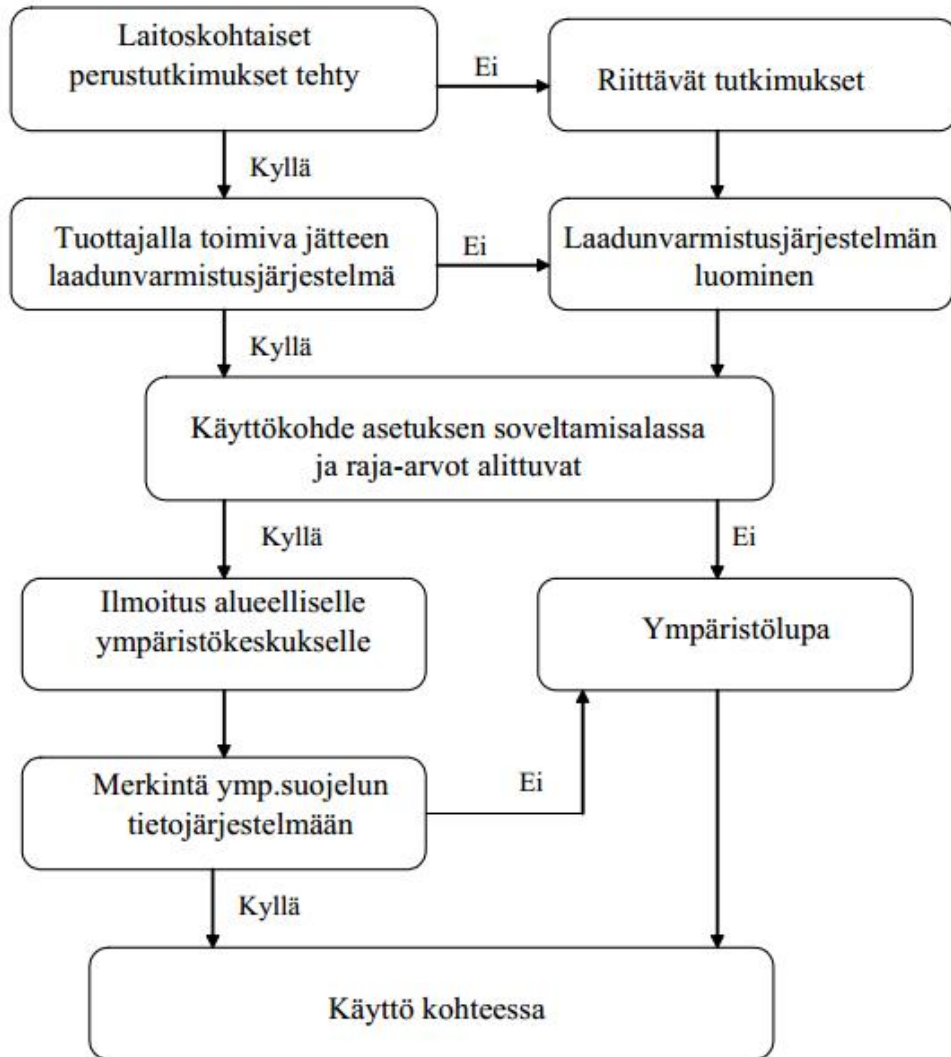 Laitoskohtaiset
perustutkimukset tehty
Ei
Riittävät tutkimukset
Kyllä
Tuottajalla toimiva jätteen
laadunvarmistusjärjestelmä
Ei
Laadunvarmistusjärjestelmän
luominen
Kyllä
Käyttökohde asetuksen soveltamisalassa
ja raja-arvot alittuvat
Kyllä
Ei
Ilmoitus alueelliselle
ympäristökeskukselle
Ympäristölupa
Merkintä ymp.suojelun
tietojärjestelmään
Ei
Kyllä
Käyttö kohteessa